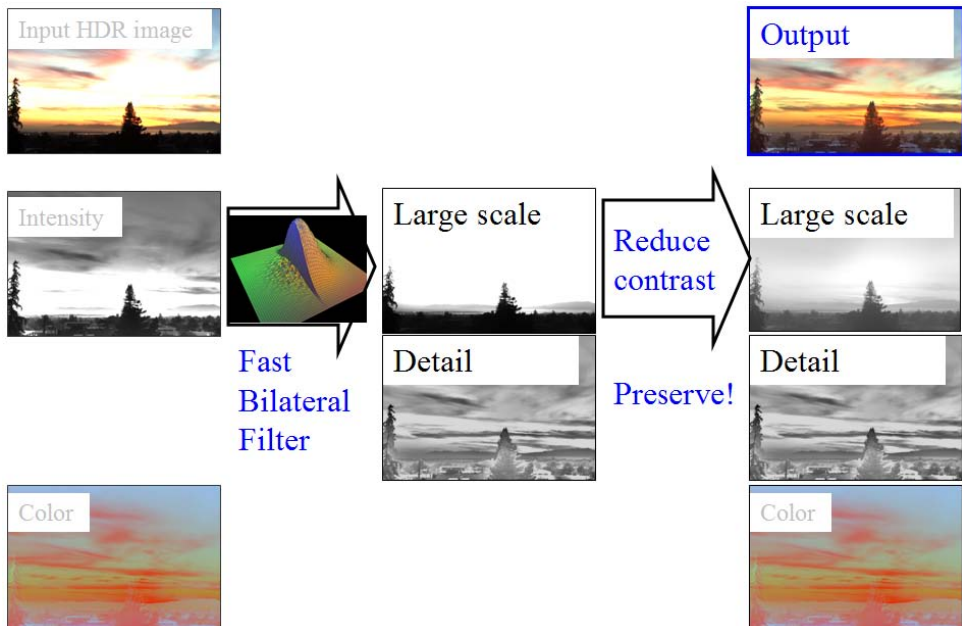 Input HDR image
Output
Intensity
Large scale
Reduce
contrast
Large scale
Fast
Bilateral
Filter
Detail
Preserve!
Detail
Color
Color